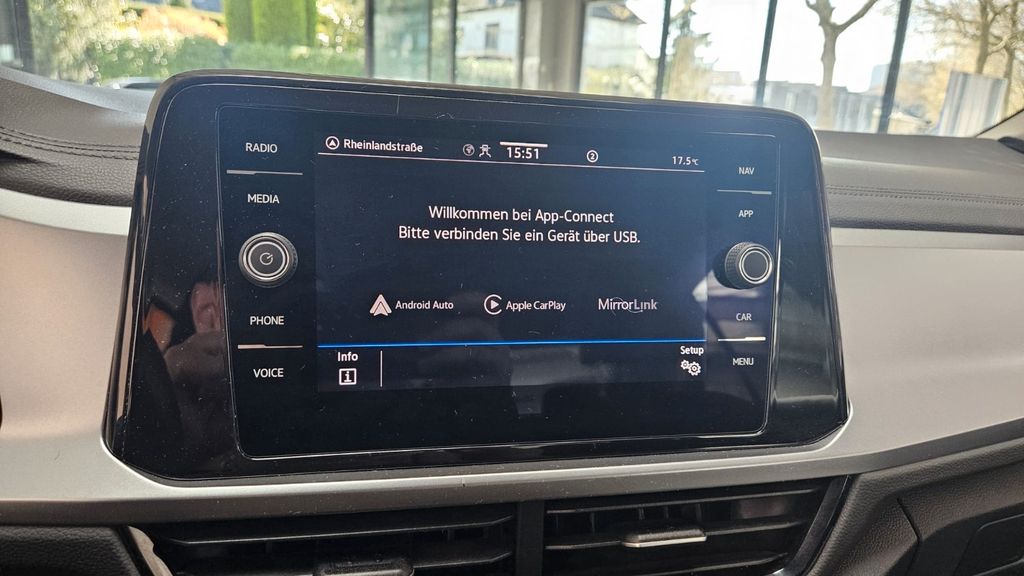 RADIO
MEDIA
PHONE
VOICE
Rheinlandstraße
15:51
2
17.5°C
Willkommen bei App-Connect
Bitte verbinden Sie ein Gerät über USB.
Android Auto
Apple CarPlay
MirrorLink
Info
Setup
NAV
APP
CAR
MENU